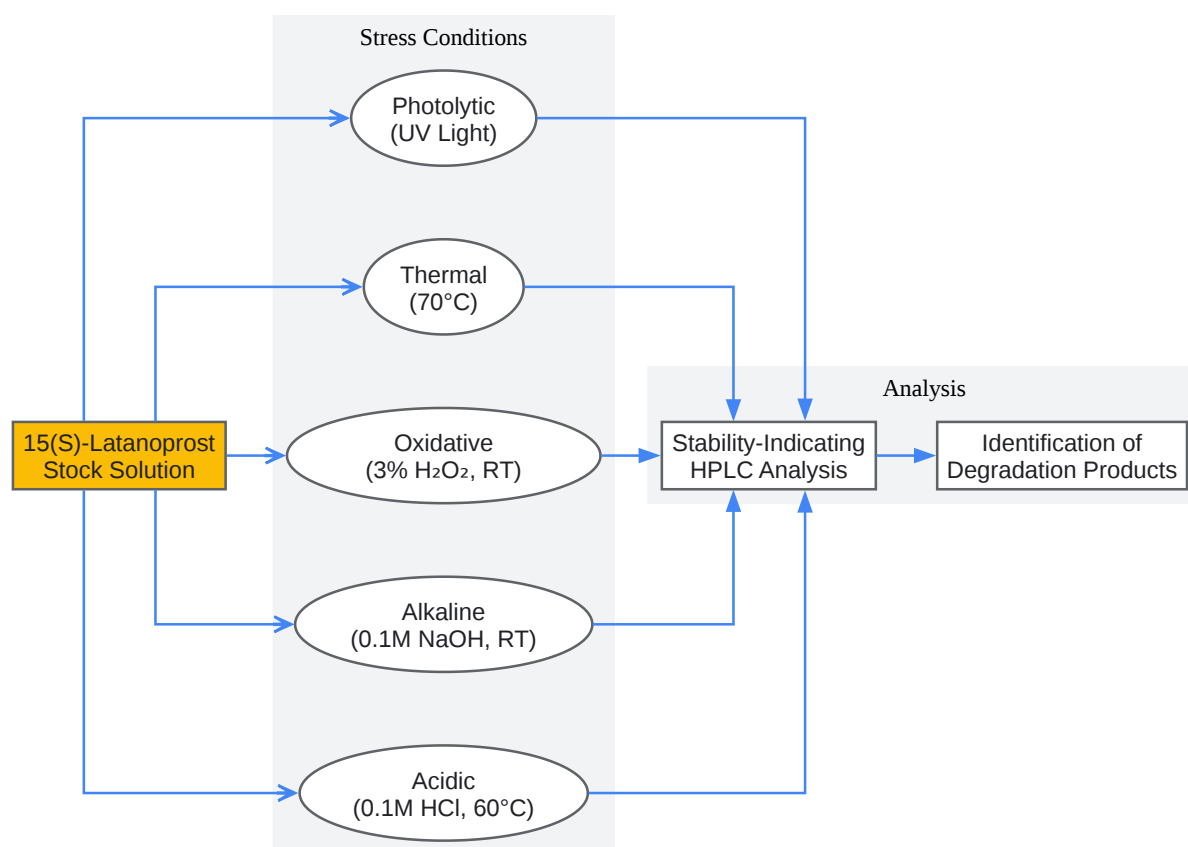 Stress Conditions
Photolytic
(UV Light)
Thermal
(70°C)
Analysis
15(S)-Latanoprost
Stock Solution
Oxidative
(3% H₂O₂, RT)
Stability-Indicating
HPLC Analysis
Identification of
Degradation Products
Alkaline
(0.1M NaOH, RT)
Acidic
(0.1M HCl, 60°C)